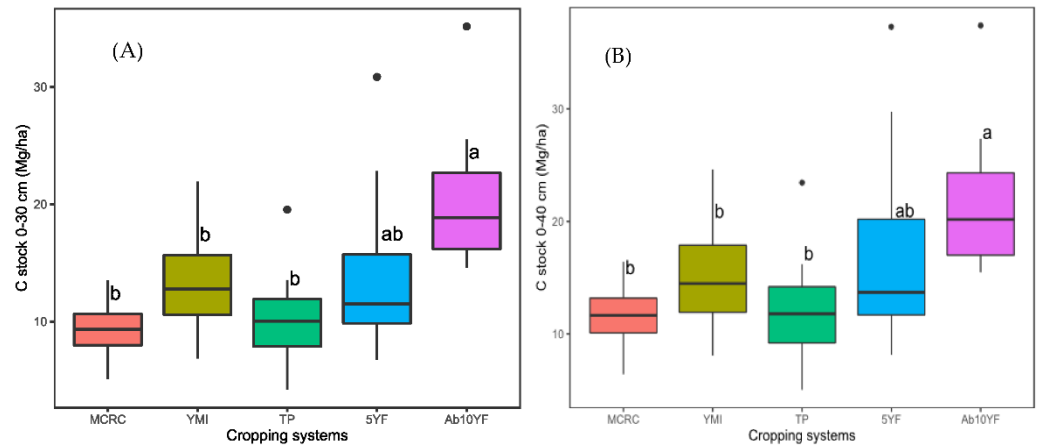 (A)
C stock 0-30 cm (Mg/ha)
30
20
10
b
b
b
ab
a
MCRC YMI TP 5YF Ab10YF
Cropping systems
(B)
C stock 0-40 cm (Mg/ha)
30
20
10
b
b
b
ab
a
MCRC YMI TP 5YF Ab10YF
Cropping systems